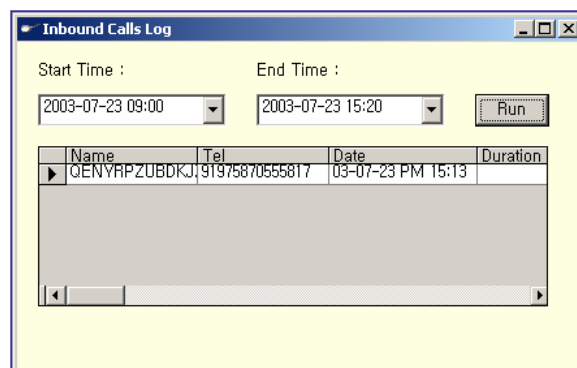 Inbound Calls Log
Start Time : End Time :
2003-07-23 09:00 2003-07-23 15:20 Run
Name Tel Date Duration
91975870555817 03-07-23 PM 15:13